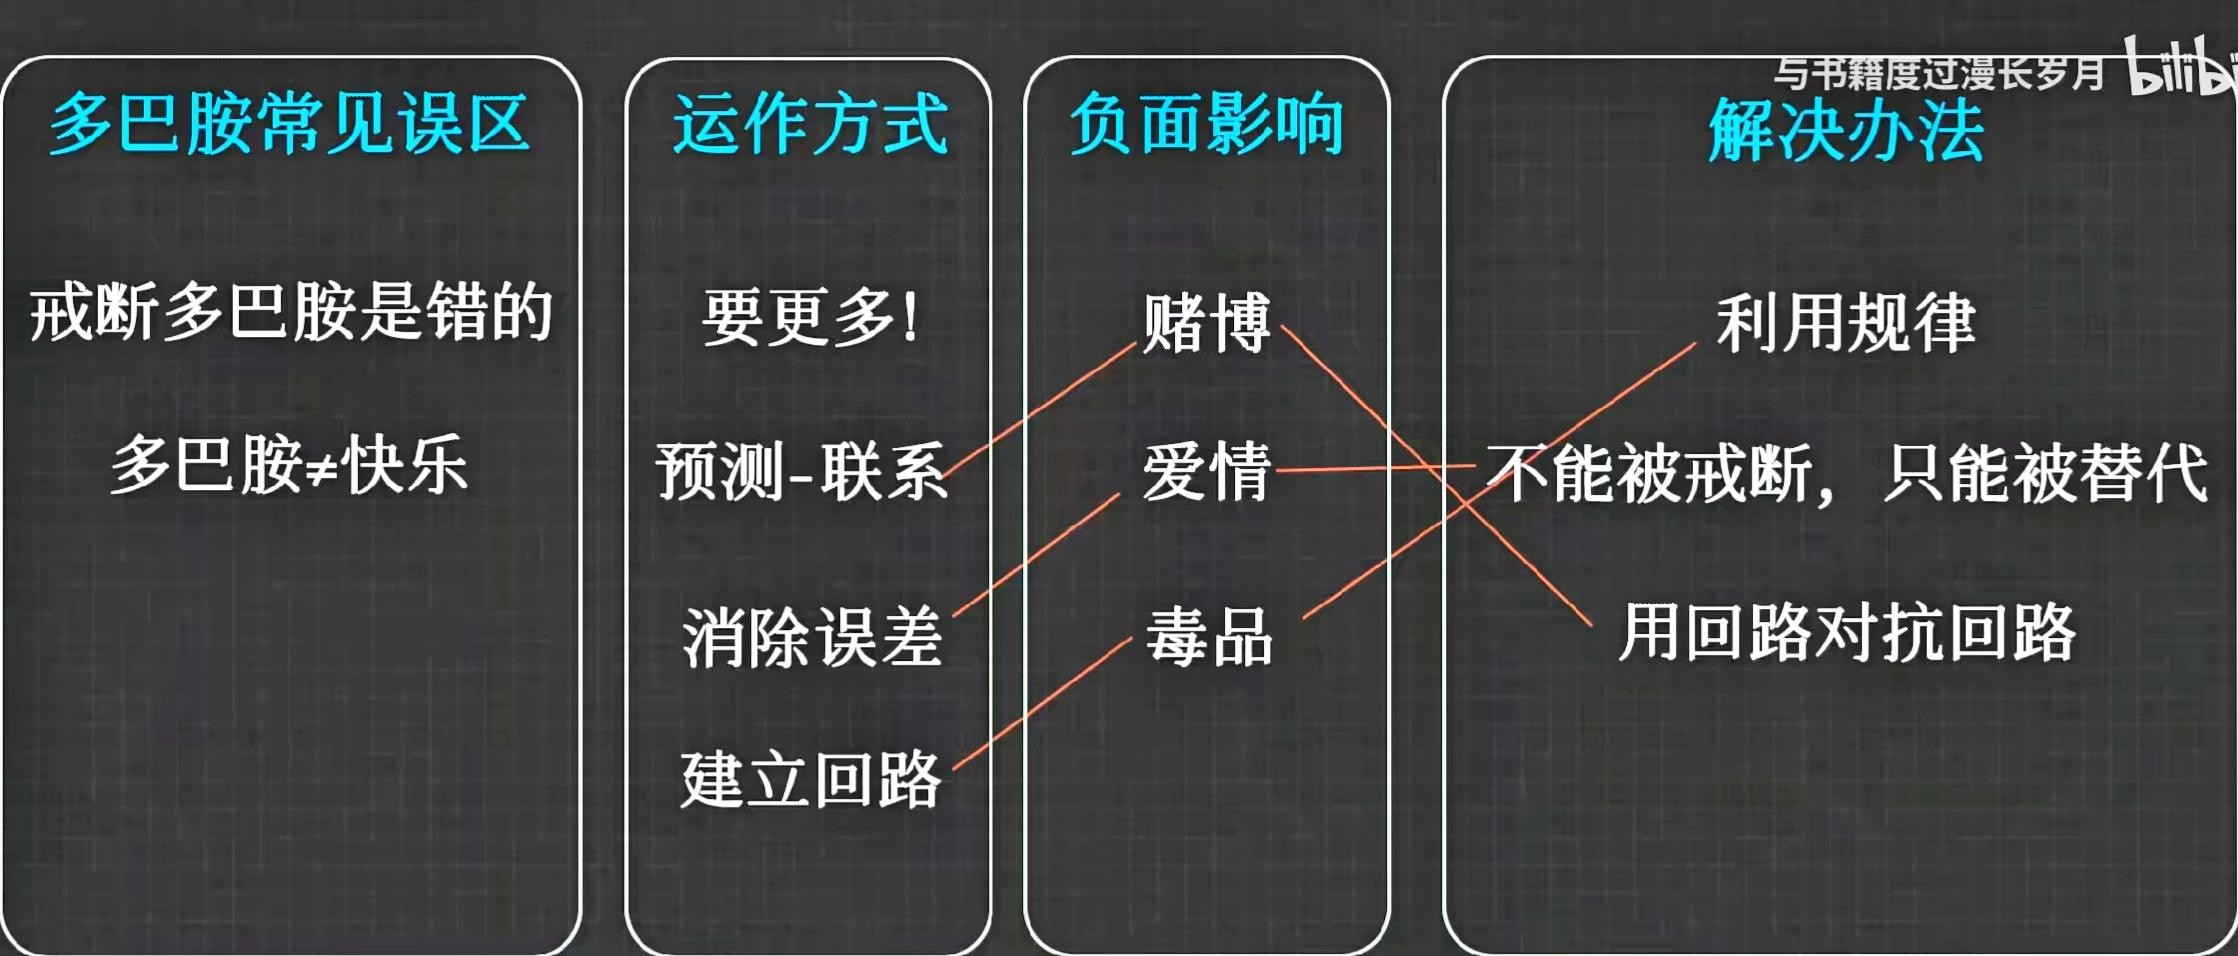 与书籍度过漫长岁月 bilibi
多巴胺常见误区
戒断多巴胺是错的
多巴胺≠快乐
运作方式
要更多！
预测-联系
消除误差
建立回路
负面影响
赌博
爱情
毒品
解决办法
利用规律
不能被戒断，只能被替代
用回路对抗回路